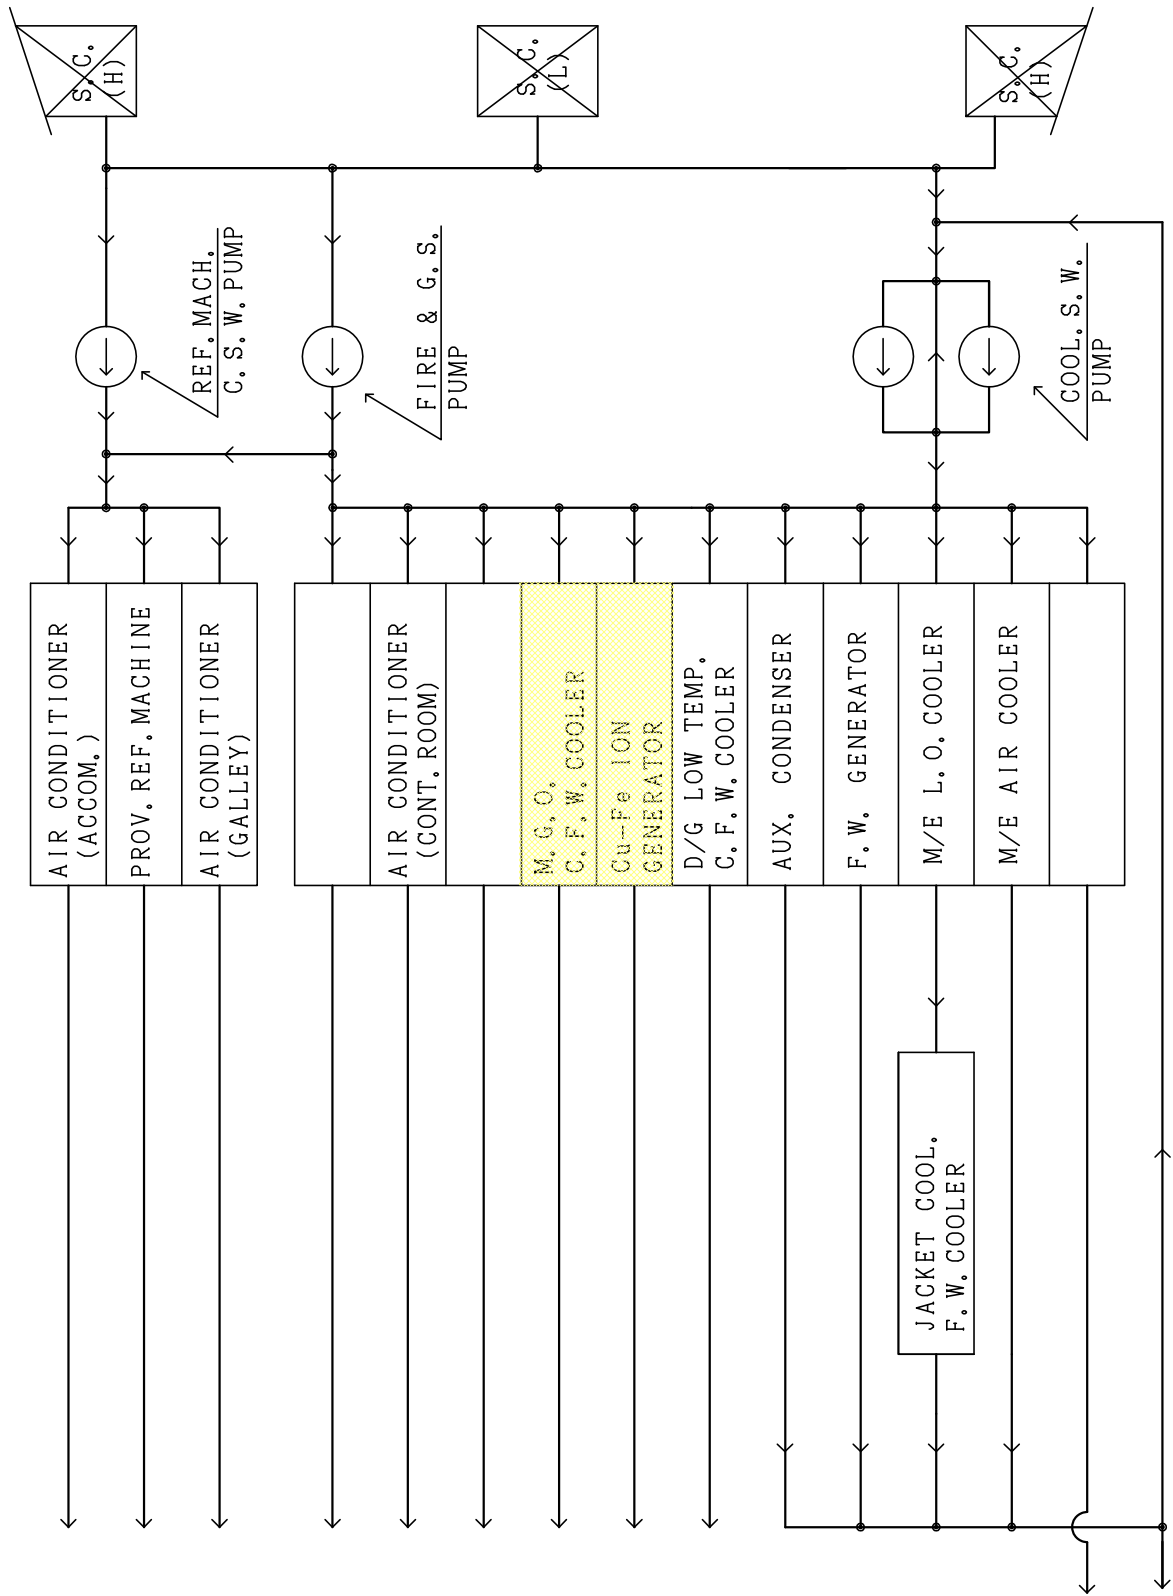 S. C.
(H)
S. C.
(L)
S. C.
(H)
REF. MACH.
C. S. W. PUMP
FIRE & G. S.
PUMP
COOL. S. W.
PUMP
AIR CONDITIONER
(ACCOM.)
PROV. REF. MACHINE
AIR CONDITIONER
(GALLEY)
AIR CONDITIONER
(CONT. ROOM)
M. G. O.
C. F. W. COOLER
Cu-Fe ION
GENERATOR
D/G LOW TEMP.
C. F. W. COOLER
AUX. CONDENSER
F. W. GENERATOR
M/E L. O. COOLER
M/E AIR COOLER
JACKET COOL.
F. W. COOLER